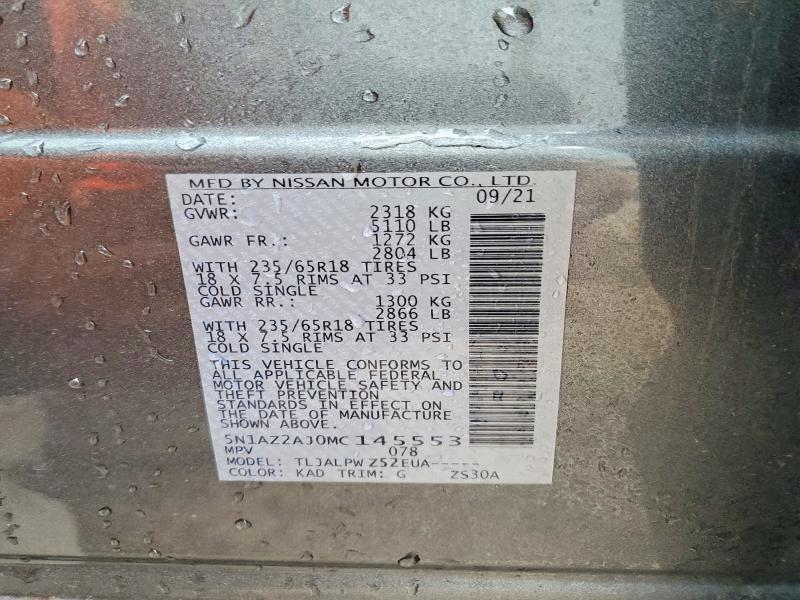 MFD BY NISSAN MOTOR CO., LTD.
DATE: 09/21
GVWR: 2318 KG
5110 LB
GAWR FR.: 1272 KG
2804 LB
WITH 235/65R18 TIRES
18 X 7.5 RIMS AT 33 PSI
COLD SINGLE
GAWR RR.: 1300 KG
2866 LB
WITH 235/65R18 TIRES
18 X 7.5 RIMS AT 33 PSI
COLD SINGLE
THIS VEHICLE CONFORMS TO
ALL APPLICABLE FEDERAL
MOTOR VEHICLE SAFETY AND
THEFT PREVENTION
STANDARDS IN EFFECT ON
THE DATE OF MANUFACTURE
SHOWN ABOVE.
5N1AZ2AJ0MC145553
MPV 078
MODEL: TLJALPW Z52EUA-----
COLOR: KAD TRIM: G ZS30A